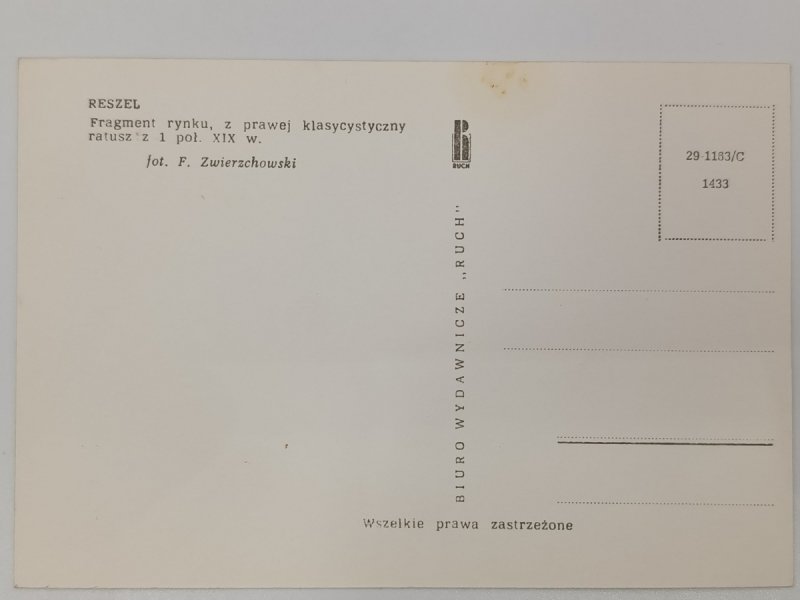 RESZEL
Fragment rynku, z prawej klasycystyczny
ratusz z 1 poł. XIX w.
fot. F. Zwierzchowski
RUCH
BIURO WYDAWNICZE „RUCH"
29-1183/C
1433
Wszelkie prawa zastrzeżone